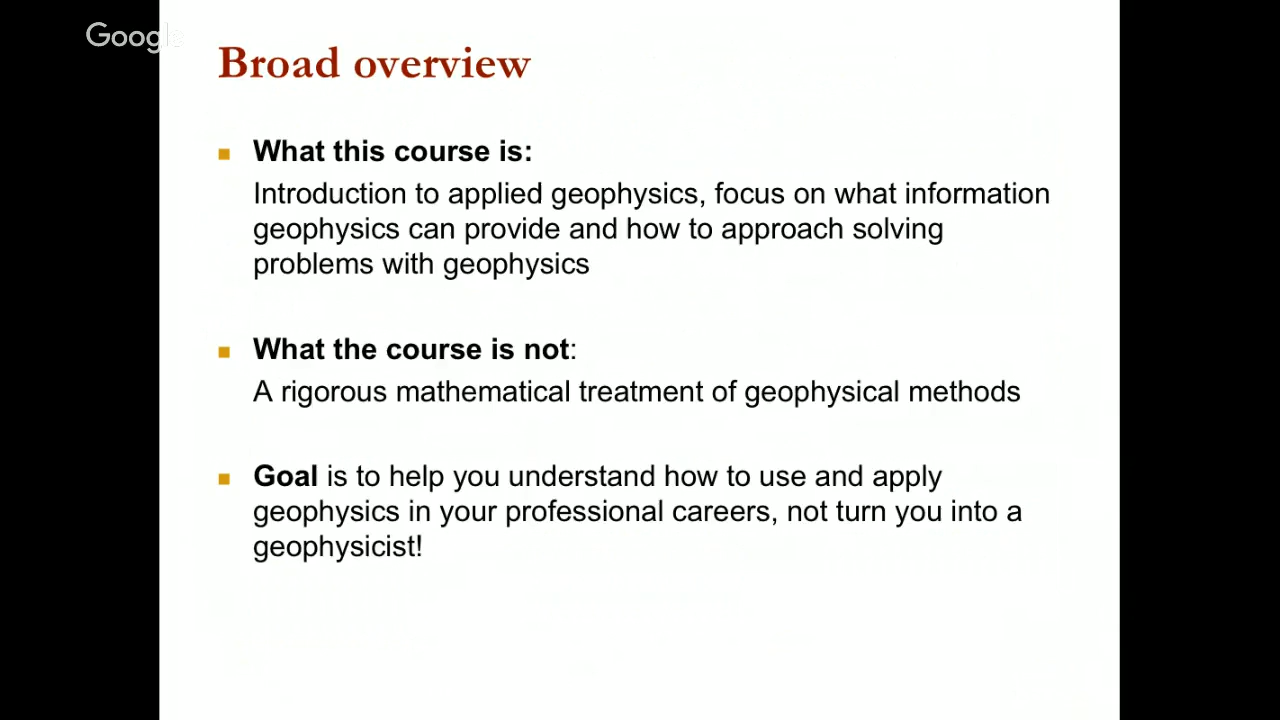 Google
Broad overview
What this course is:
Introduction to applied geophysics, focus on what information
geophysics can provide and how to approach solving
problems with geophysics
What the course is not:
A rigorous mathematical treatment of geophysical methods
Goal is to help you understand how to use and apply
geophysics in your professional careers, not turn you into a
geophysicist!